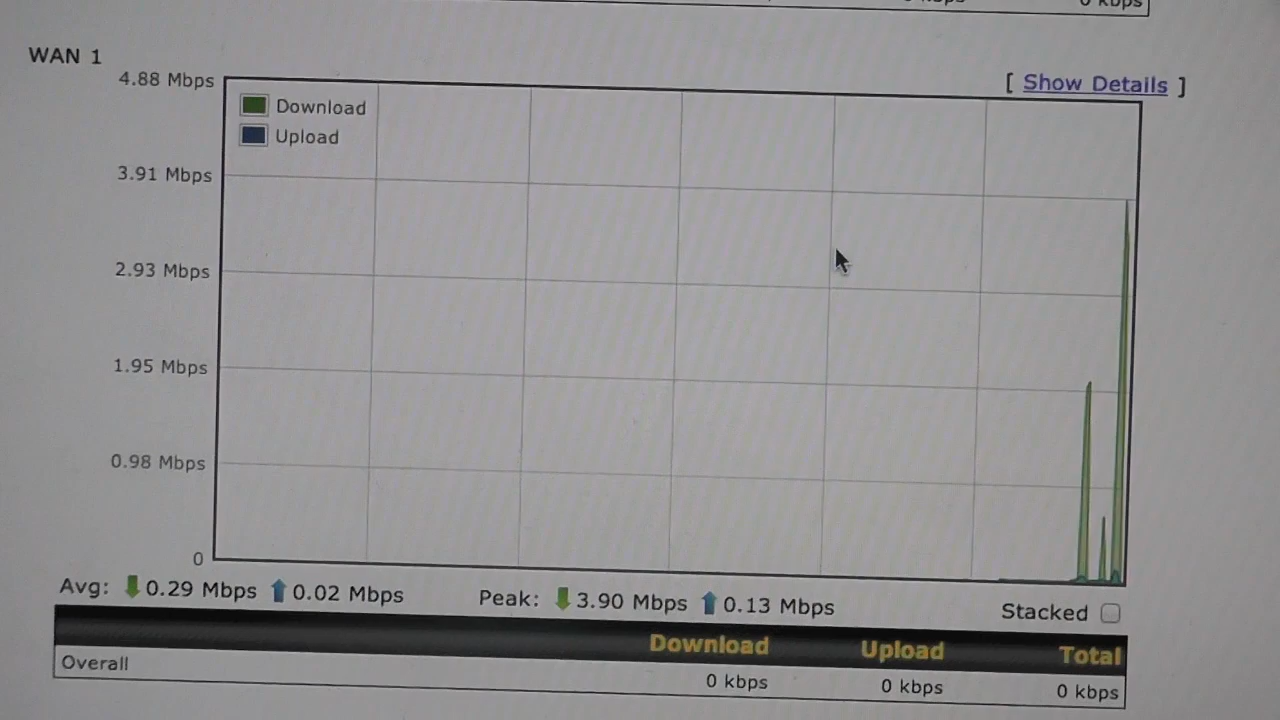 0 kbps
WAN 1
4.88 Mbps
[ Show Details ]
Download
Upload
3.91 Mbps
2.93 Mbps
1.95 Mbps
0.98 Mbps
0
Avg: 0.29 Mbps 0.02 Mbps Peak: 3.90 Mbps 0.13 Mbps Stacked
Download Upload Total
Overall 0 kbps 0 kbps 0 kbps